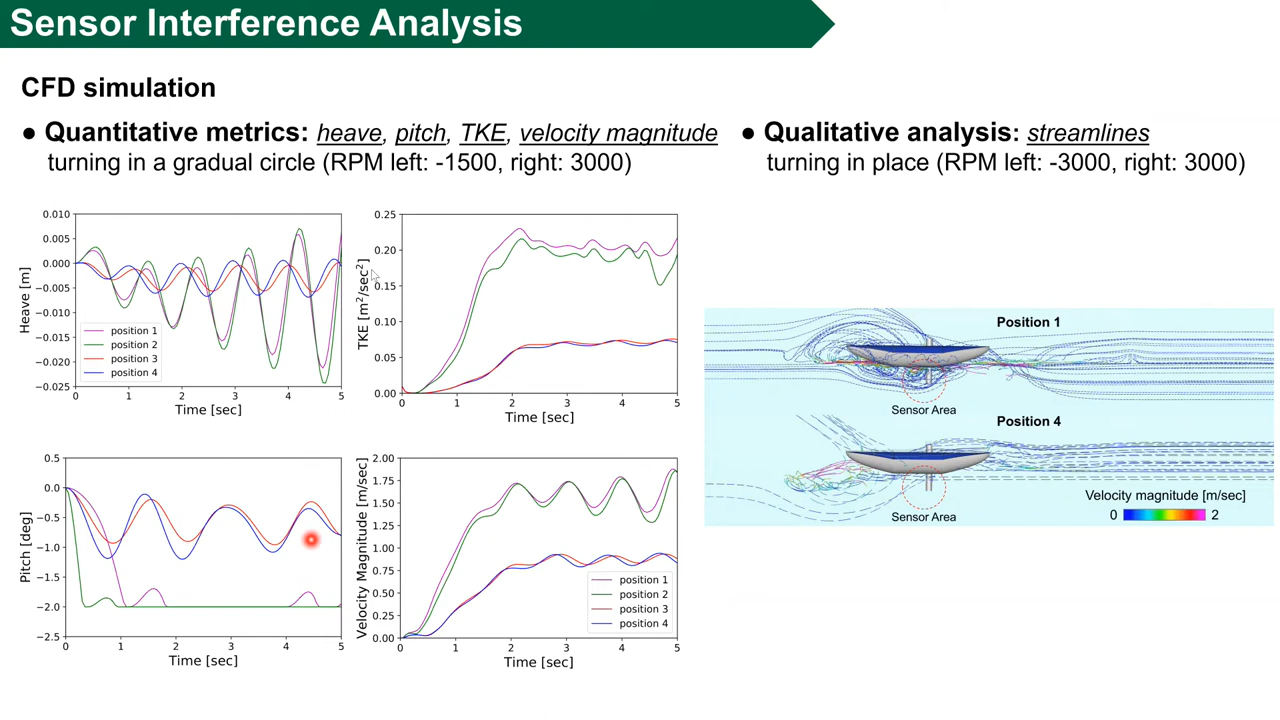 Sensor Interference Analysis
CFD simulation
● Quantitative metrics: heave, pitch, TKE, velocity magnitude
turning in a gradual circle (RPM left: -1500, right: 3000)
● Qualitative analysis: streamlines
turning in place (RPM left: -3000, right: 3000)
Heave [m]
0.010
0.005
0.000
−0.005
−0.010
−0.015
−0.020
−0.025
position 1
position 2
position 3
position 4
0 1 2 3 4 5
Time [sec]
TKE [m²/sec²]
0.25
0.20
0.15
0.10
0.05
0.00
0 1 2 3 4 5
Time [sec]
Pitch [deg]
0.5
0.0
−0.5
−1.0
−1.5
−2.0
−2.5
0 1 2 3 4 5
Time [sec]
Velocity Magnitude [m/sec]
2.00
1.75
1.50
1.25
1.00
0.75
0.50
0.25
0.00
position 1
position 2
position 3
position 4
0 1 2 3 4 5
Time [sec]
Position 1
Sensor Area
Position 4
Sensor Area
Velocity magnitude [m/sec]
0 2